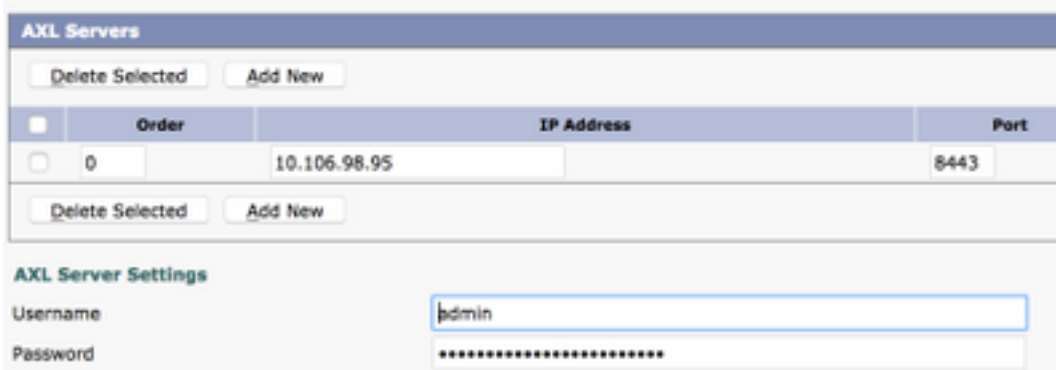 AXL Servers
Delete Selected Add New
Order IP Address Port
0 10.106.98.95 8443
Delete Selected Add New
AXL Server Settings
Username admin
Password ••••••••••••••••••••••••